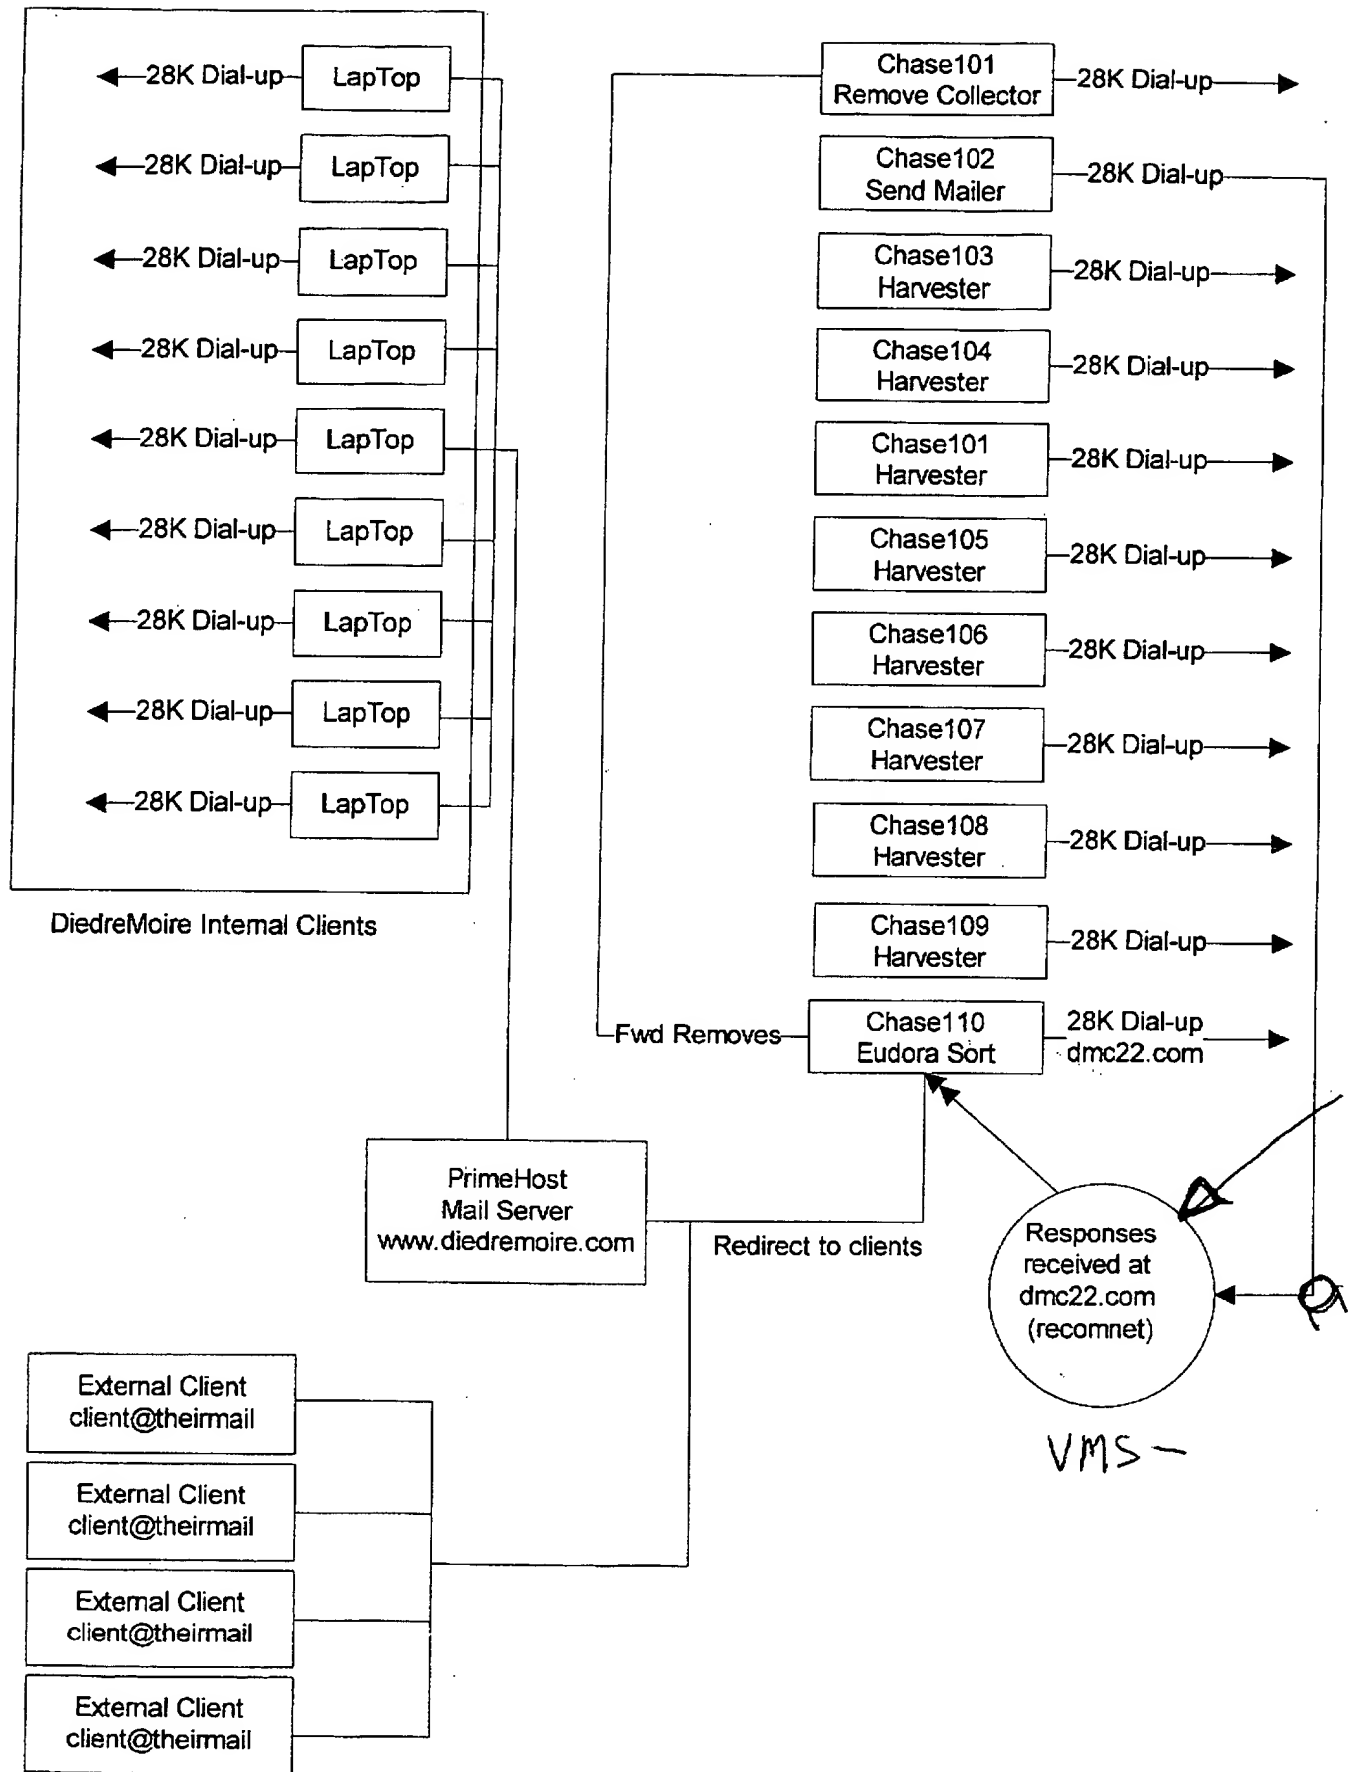 28K Dial-up LapTop
28K Dial-up LapTop
28K Dial-up LapTop
28K Dial-up LapTop
28K Dial-up LapTop
28K Dial-up LapTop
28K Dial-up LapTop
28K Dial-up LapTop
28K Dial-up LapTop
DiedreMoire Internal Clients
Chase101
Remove Collector
28K Dial-up
Chase102
Send Mailer
28K Dial-up
Chase103
Harvester
28K Dial-up
Chase104
Harvester
28K Dial-up
Chase101
Harvester
28K Dial-up
Chase105
Harvester
28K Dial-up
Chase106
Harvester
28K Dial-up
Chase107
Harvester
28K Dial-up
Chase108
Harvester
28K Dial-up
Chase109
Harvester
28K Dial-up
Fwd Removes
Chase110
Eudora Sort
28K Dial-up
dmc22.com
PrimeHost
Mail Server
www.diedremoire.com
Redirect to clients
Responses
received at
dmc22.com
(recomnet)
VMS -
External Client
client@theirmail
External Client
client@theirmail
External Client
client@theirmail
External Client
client@theirmail